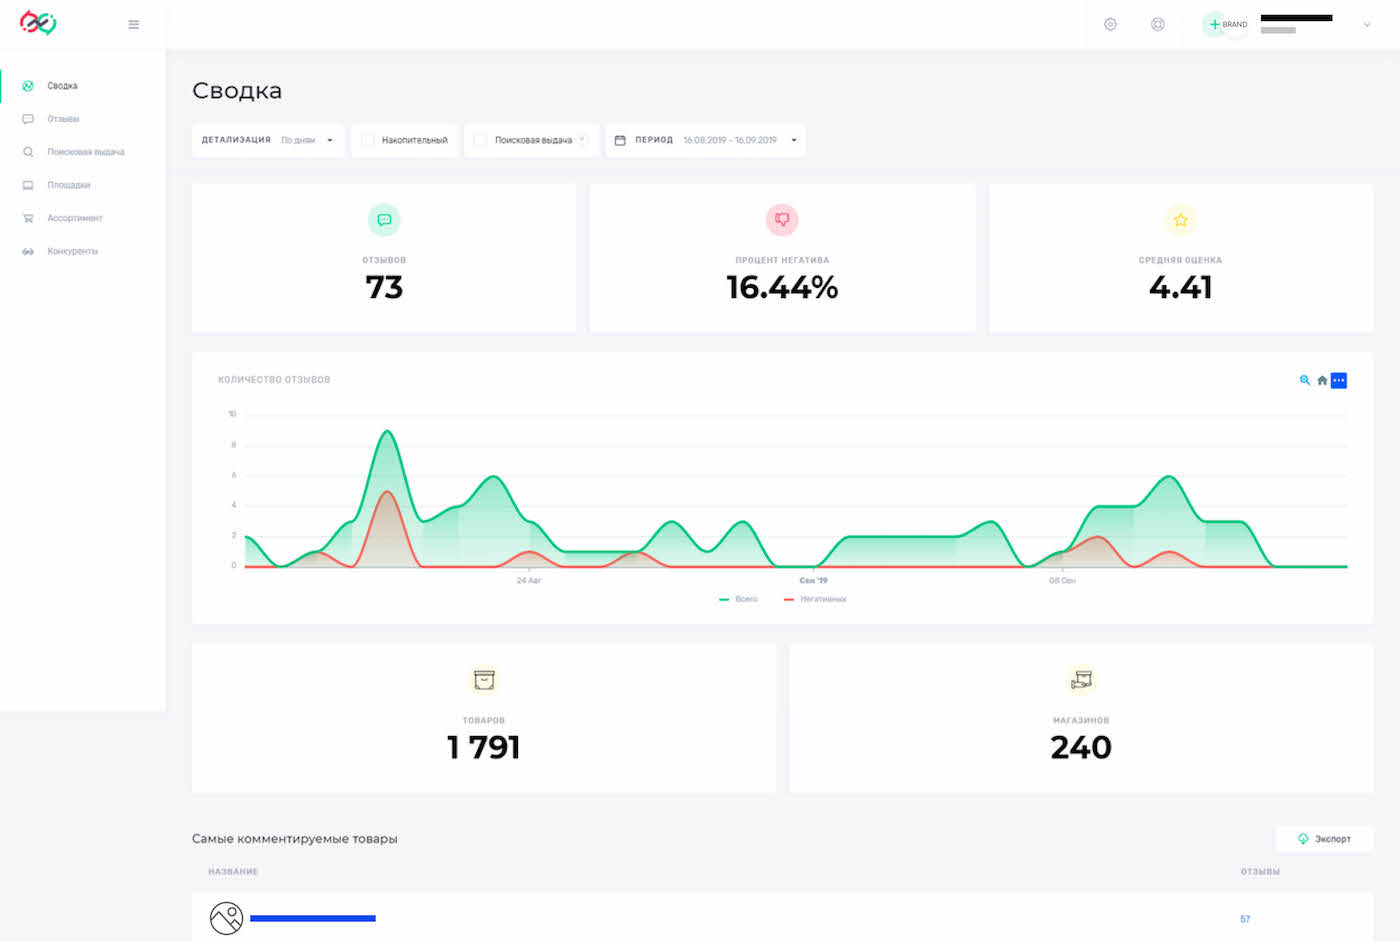 BRAND
Сводка
Отзывы
Поисковая выдача
Площадки
Ассортимент
Конкуренты
Сводка
ДЕТАЛИЗАЦИЯ По дням
Накопительный
Поисковая выдача
ПЕРИОД 16.08.2019 - 16.09.2019
ОТЗЫВОВ
73
ПРОЦЕНТ НЕГАТИВА
16.44%
СРЕДНЯЯ ОЦЕНКА
4.41
КОЛИЧЕСТВО ОТЗЫВОВ
10
8
6
4
2
0
24 Авг
Сен '19
08 Сен
Всего
Негативных
ТОВАРОВ
1 791
МАГАЗИНОВ
240
Самые комментируемые товары
Экспорт
НАЗВАНИЕ
ОТЗЫВЫ
57